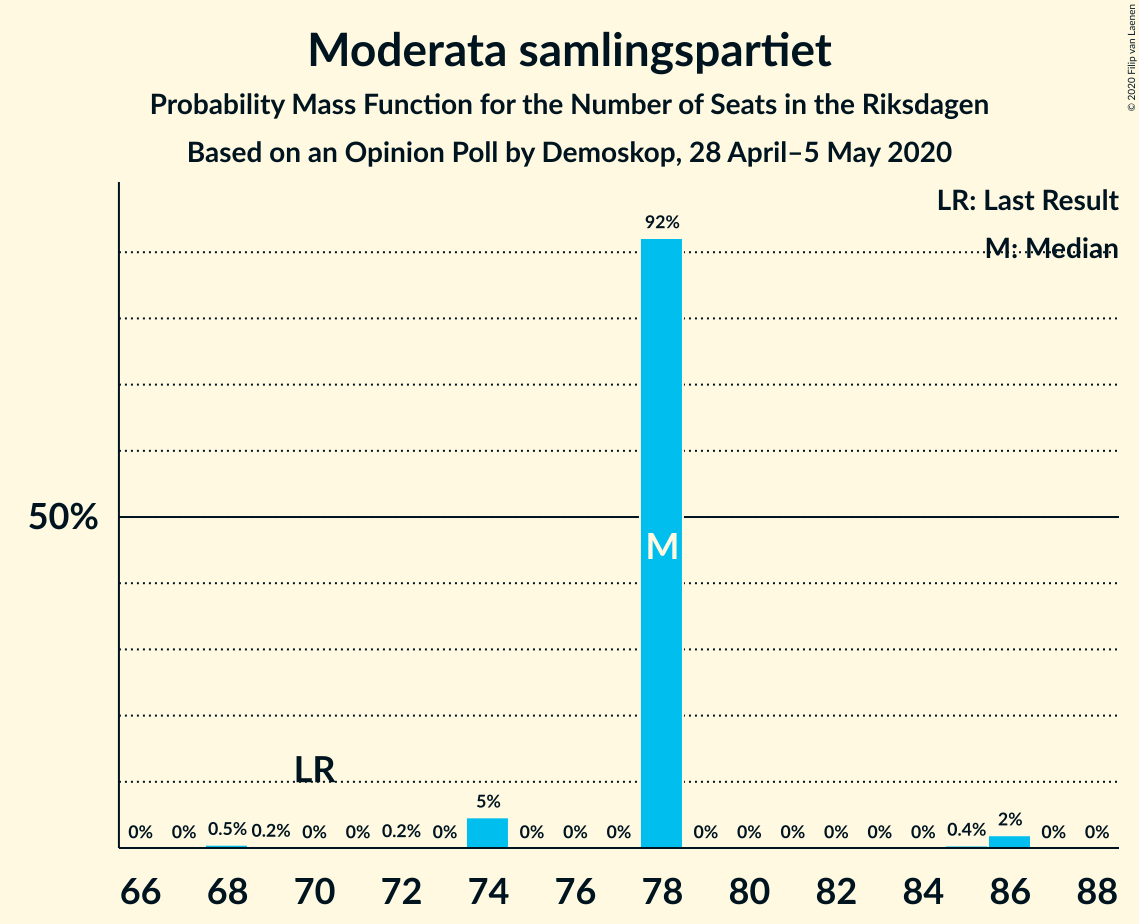 Moderata samlingspartiet
Probability Mass Function for the Number of Seats in the Riksdagen
Based on an Opinion Poll by Demoskop, 28 April–5 May 2020
© 2020 Filip van Laenen
LR: Last Result
M: Median
92%
50%
M
LR
0% 0% 0.5% 0.2% 0% 0% 0.2% 0% 5% 0% 0% 0% 0% 0% 0% 0% 0% 0% 0.4% 2% 0% 0%
66 68 70 72 74 76 78 80 82 84 86 88